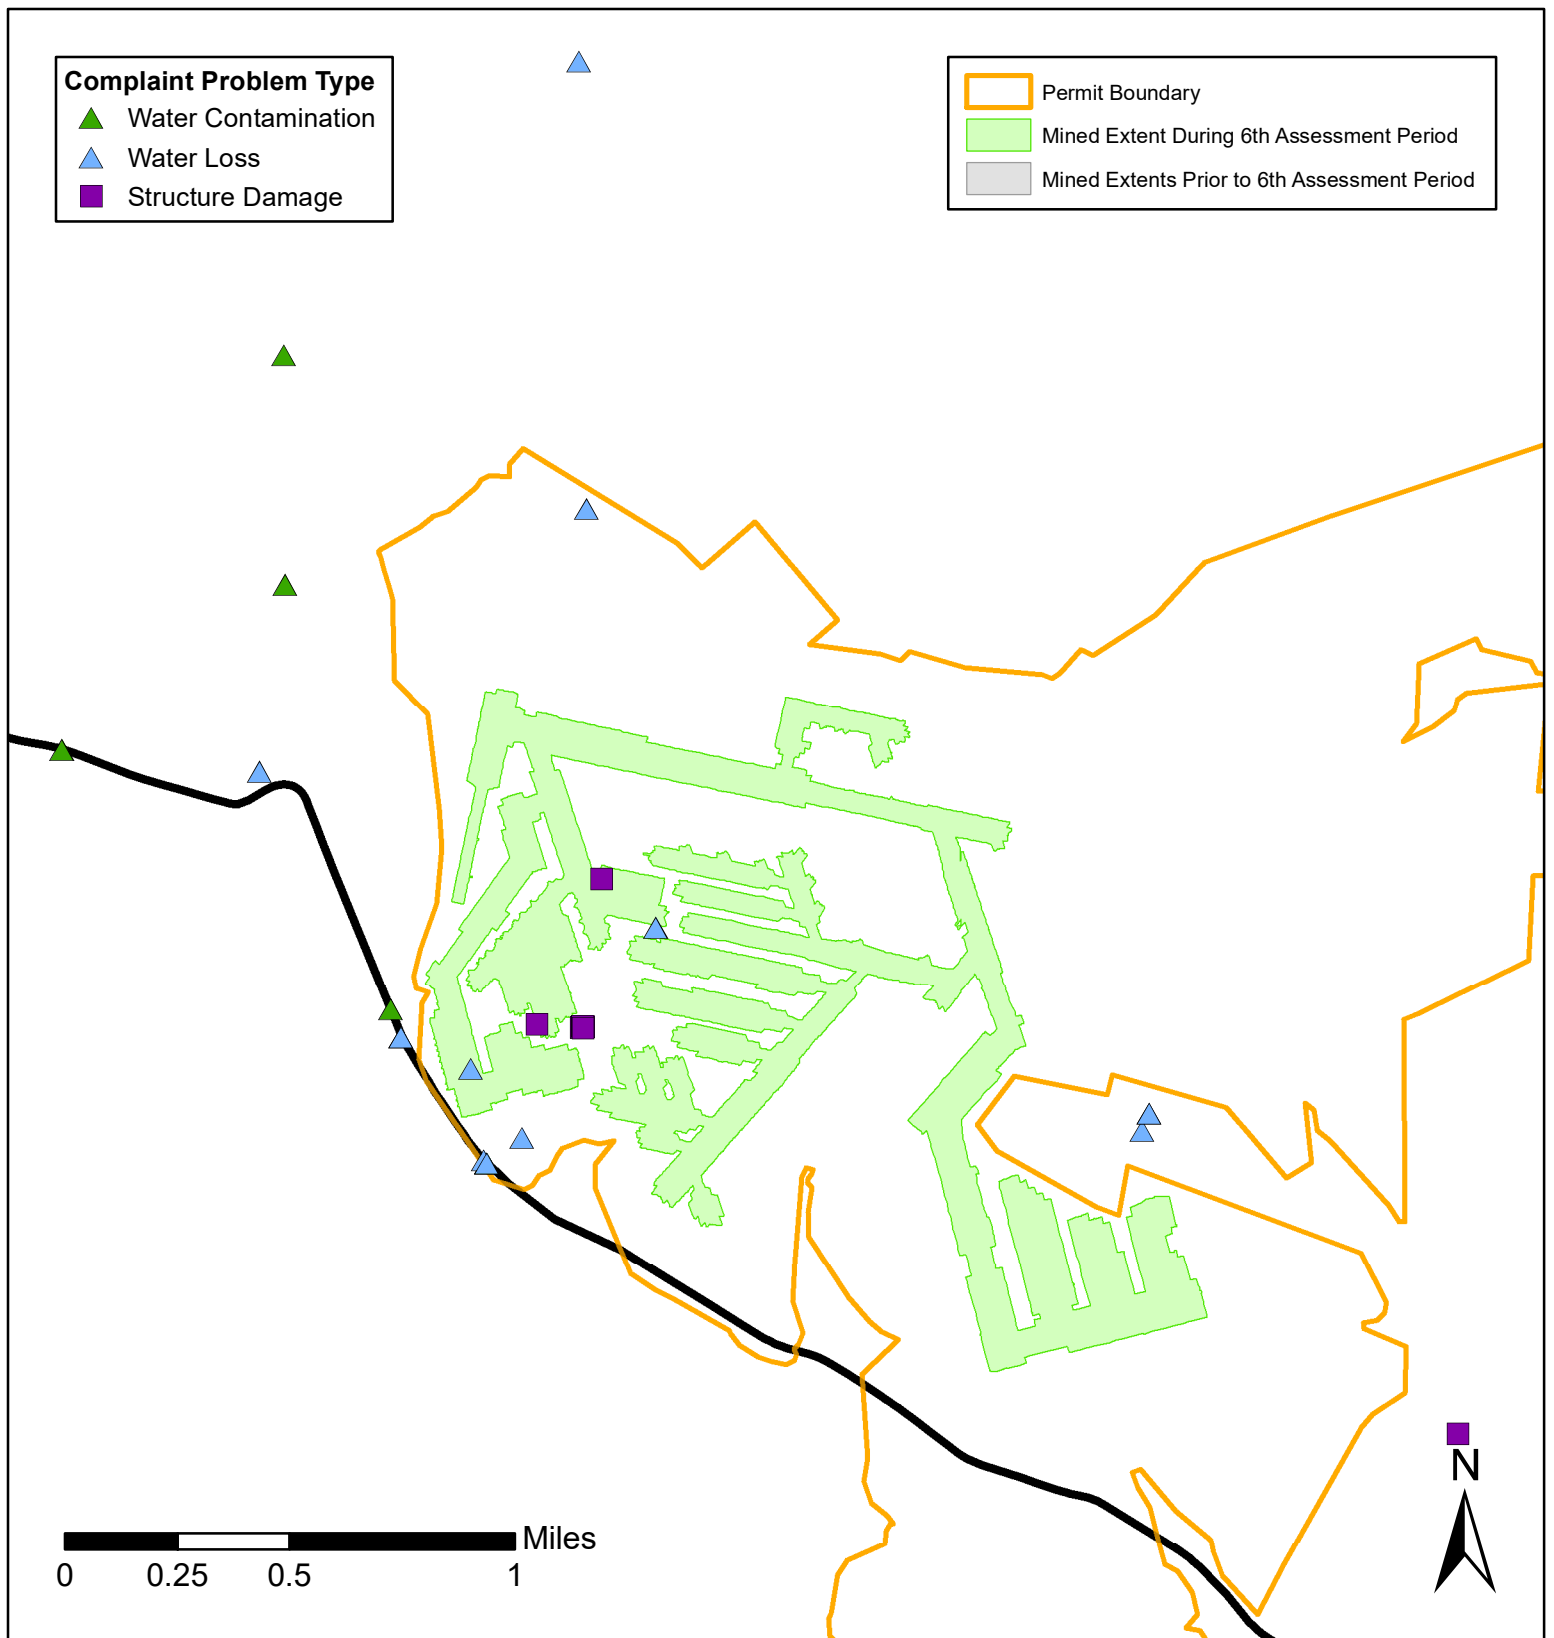 Complaint Problem Type
Water Contamination
Water Loss
Structure Damage
Permit Boundary
Mined Extent During 6th Assessment Period
Mined Extents Prior to 6th Assessment Period
N
Miles
0 0.25 0.5 1